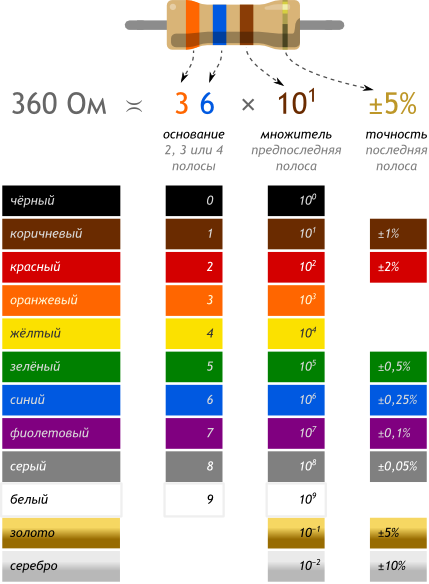 360 Ом ≍ 3 6 × 10¹ ±5%
основание множитель точность
2, 3 или 4 предпоследняя последняя
полосы полоса полоса
чёрный 0 10⁰
коричневый 1 10¹ ±1%
красный 2 10² ±2%
оранжевый 3 10³
жёлтый 4 10⁴
зелёный 5 10⁵ ±0,5%
синий 6 10⁶ ±0,25%
фиолетовый 7 10⁷ ±0,1%
серый 8 10⁸ ±0,05%
белый 9 10⁹
золото 10⁻¹ ±5%
серебро 10⁻² ±10%